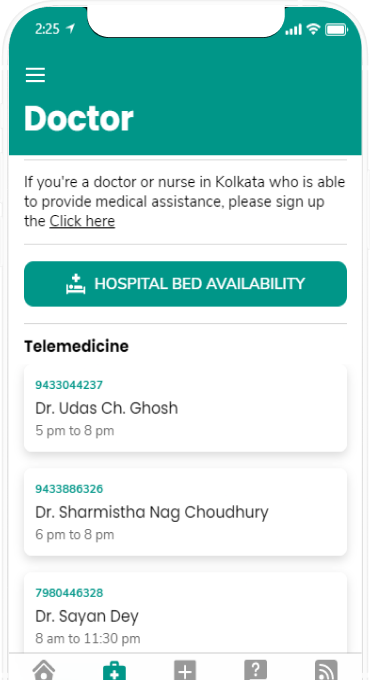 2:25
Doctor
If you're a doctor or nurse in Kolkata who is able
to provide medical assistance, please sign up
the Click here
HOSPITAL BED AVAILABILITY
Telemedicine
9433044237
Dr. Udas Ch. Ghosh
5 pm to 8 pm
9433886326
Dr. Sharmistha Nag Choudhury
6 pm to 8 pm
7980446328
Dr. Sayan Dey
8 am to 11:30 pm